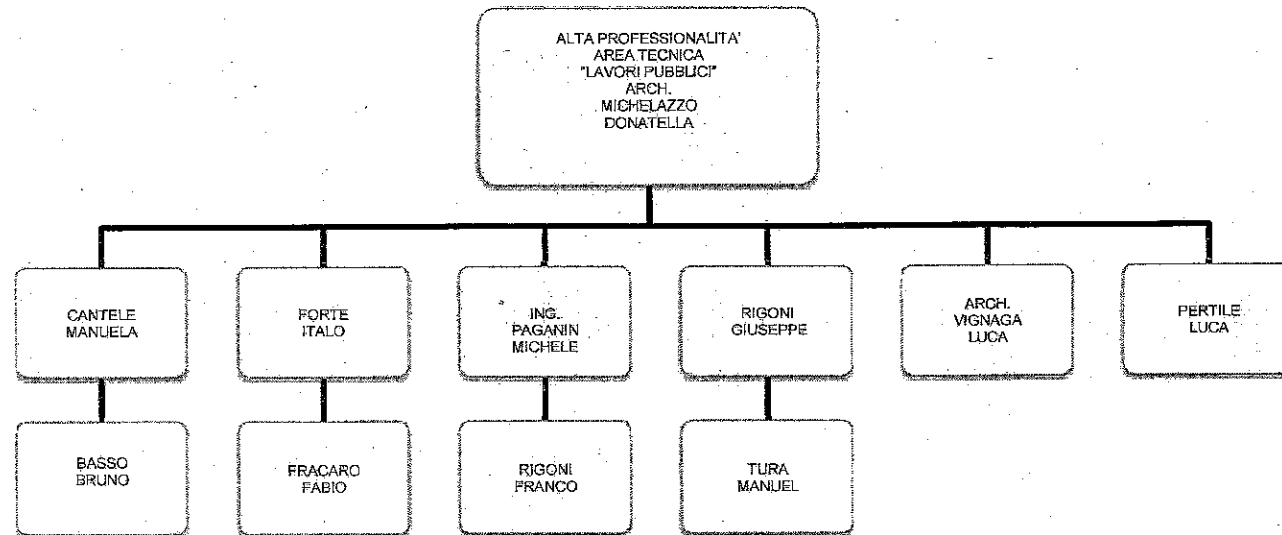 ALTA PROFESSIONALITA'
AREA TECNICA
"LAVORI PUBBLICI"
ARCH.
MICHELAZZO
DONATELLA
CANTELE
MANUELA
FORTE
ITALO
ING.
PAGANIN
MICHELE
RIGONI
GIUSEPPE
ARCH.
VIGNAGA
LUCA
PERTILE
LUCA
BASSO
BRUNO
FRACARO
FABIO
RIGONI
FRANCO
TURA
MANUEL